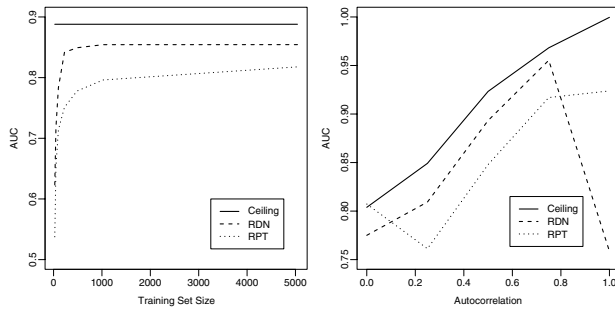 AUC
0.5 0.6 0.7 0.8 0.9
Ceiling
RDN
RPT
0 1000 2000 3000 4000 5000
Training Set Size
AUC
0.75 0.80 0.85 0.90 0.95 1.00
Ceiling
RDN
RPT
0.0 0.2 0.4 0.6 0.8 1.0
Autocorrelation